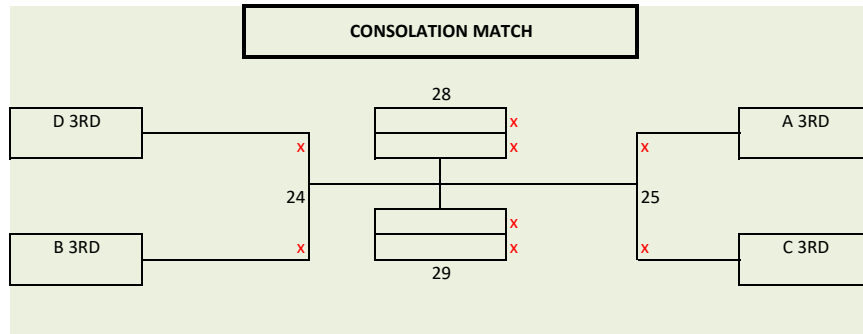 CONSOLATION MATCH
28
D 3RD
x
A 3RD
x
x
x
x
24
25
x
B 3RD
x
x
x
C 3RD
29